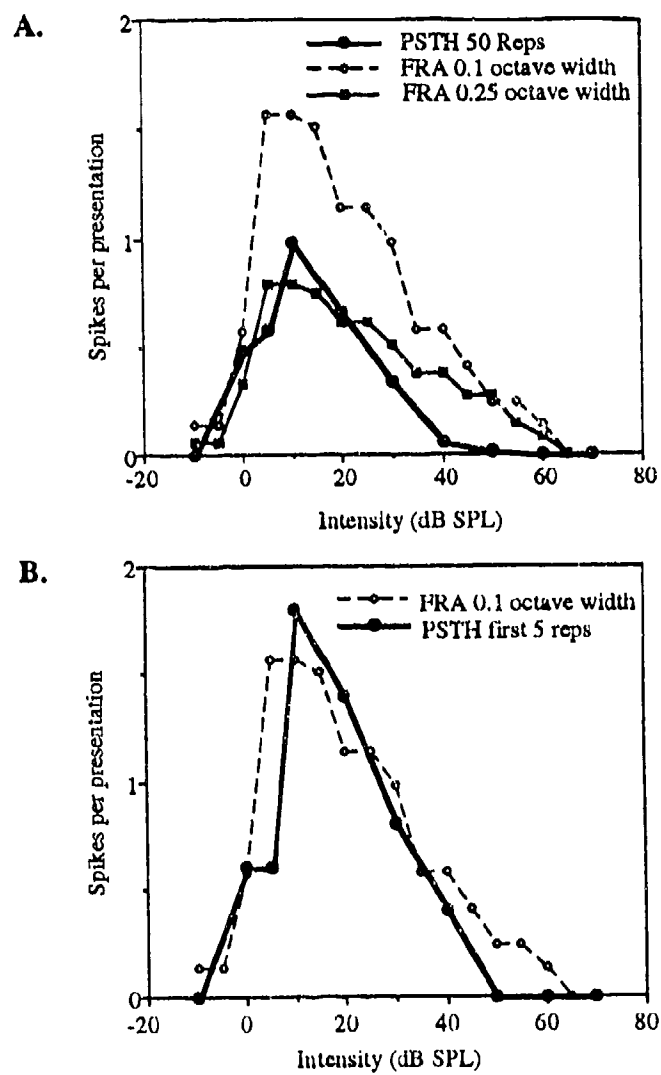 A.
2
PSTH 50 Reps
FRA 0.1 octave width
FRA 0.25 octave width
Spikes per presentation
1
0
-20
0
20
40
60
80
Intensity (dB SPL)
B.
2
FRA 0.1 octave width
PSTH first 5 reps
Spikes per presentation
1
0
-20
0
20
40
60
80
Intensity (dB SPL)